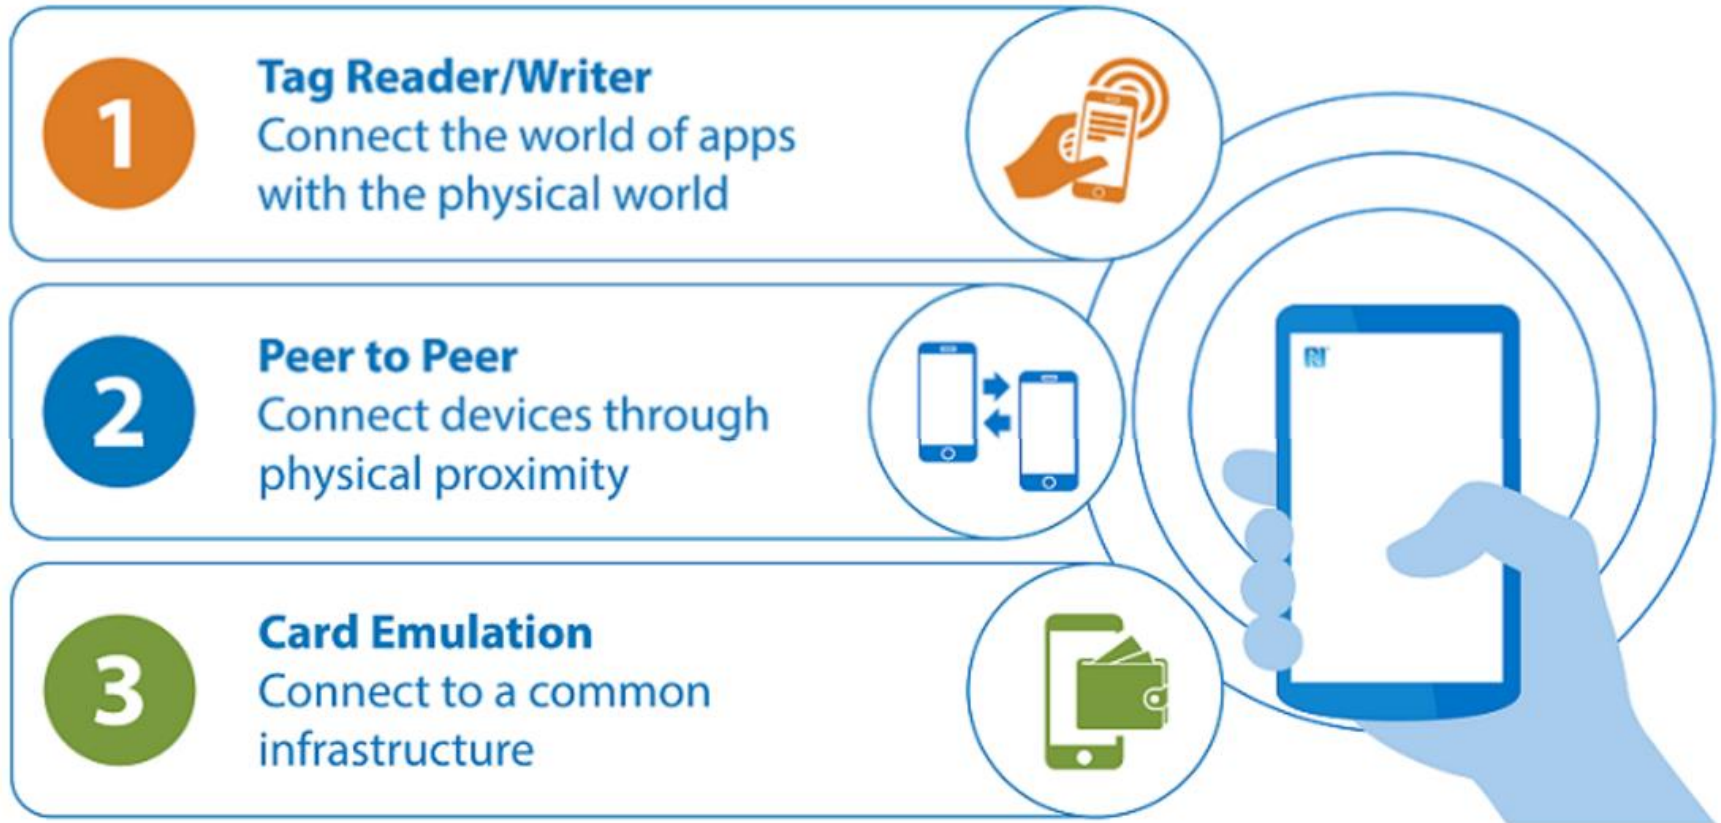 1
Tag Reader/Writer
Connect the world of apps
with the physical world
2
Peer to Peer
Connect devices through
physical proximity
3
Card Emulation
Connect to a common
infrastructure